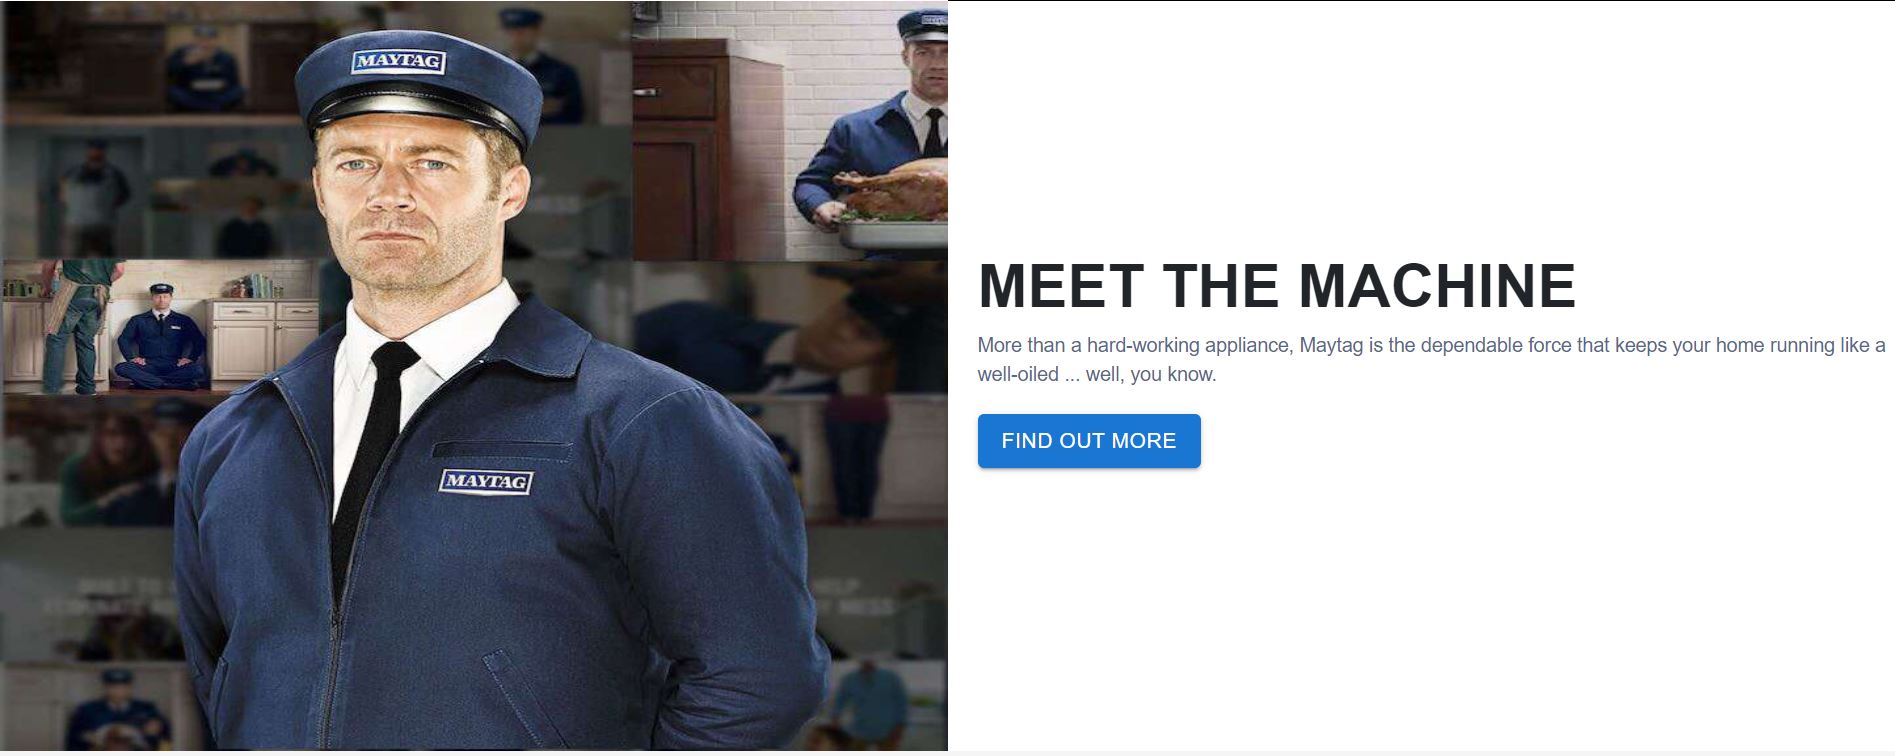 MAYTAG
MAYTAG
MEET THE MACHINE
More than a hard-working appliance, Maytag is the dependable force that keeps your home running like a
well-oiled ... well, you know.
FIND OUT MORE